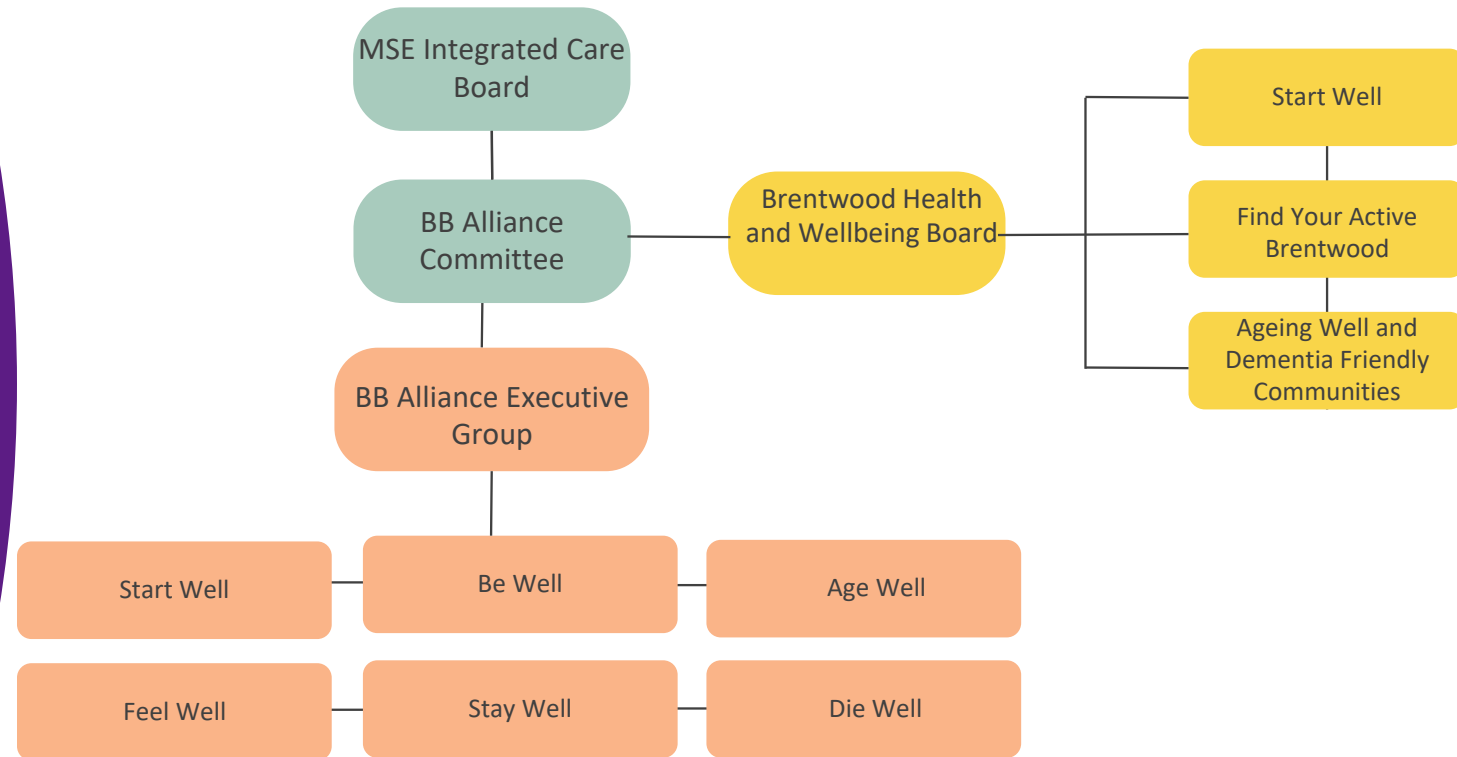 MSE Integrated Care
Board
BB Alliance
Committee
BB Alliance Executive
Group
Brentwood Health
and Wellbeing Board
Start Well
Find Your Active
Brentwood
Ageing Well and
Dementia Friendly
Communities
Start Well
Be Well
Age Well
Feel Well
Stay Well
Die Well